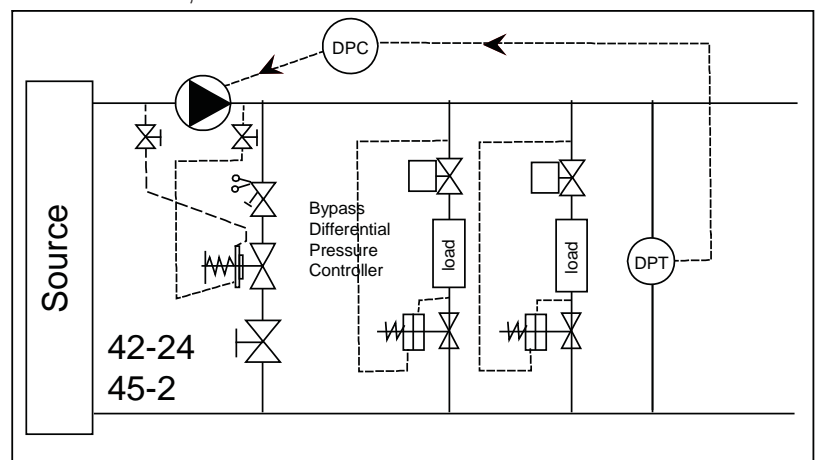 DPC
Source
Bypass
Differential
Pressure
Controller
load
load
DPT
42-24
45-2